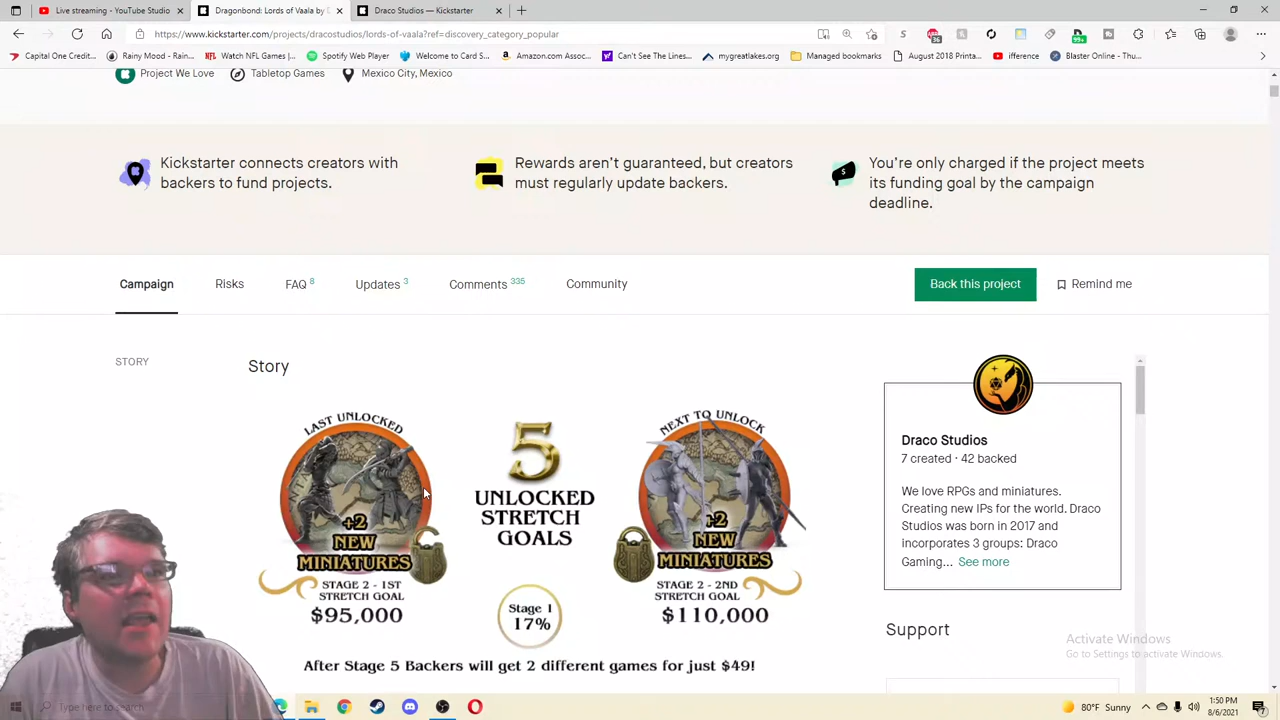 Live streaming - YouTube Studio
Dragonbond: Lords of Vaala by D
Draco Studios — Kickstarter
https://www.kickstarter.com/projects/dracostudios/lords-of-vaala?ref=discovery_category_popular
Capital One Credit...
Rainy Mood - Rain...
Watch NFL Games |...
Spotify Web Player
Welcome to Card S...
Amazon.com Associ...
Can't See The Lines...
mygreatlakes.org
Managed bookmarks
August 2018 Printa...
ifference
Blaster Online - Thu...
Project We Love
Tabletop Games
Mexico City, Mexico
Kickstarter connects creators with
backers to fund projects.
Rewards aren't guaranteed, but creators
must regularly update backers.
You're only charged if the project meets
its funding goal by the campaign
deadline.
Campaign
Risks
FAQ 8
Updates 3
Comments 335
Community
Back this project
Remind me
STORY
Story
LAST UNLOCKED
+2
NEW
MINIATURES
STAGE 2 - 1ST
STRETCH GOAL
$95,000
5
UNLOCKED
STRETCH
GOALS
Stage 1
17%
NEXT TO UNLOCK
+2
NEW
MINIATURES
STAGE 2 - 2ND
STRETCH GOAL
$110,000
After Stage 5 Backers will get 2 different games for just $49!
Draco Studios
7 created · 42 backed
We love RPGs and miniatures.
Creating new IPs for the world. Draco
Studios was born in 2017 and
incorporates 3 groups: Draco
Gaming... See more
Support
Activate Windows
Go to Settings to activate Windows.
Type here to search
80°F Sunny
1:50 PM
8/6/2021